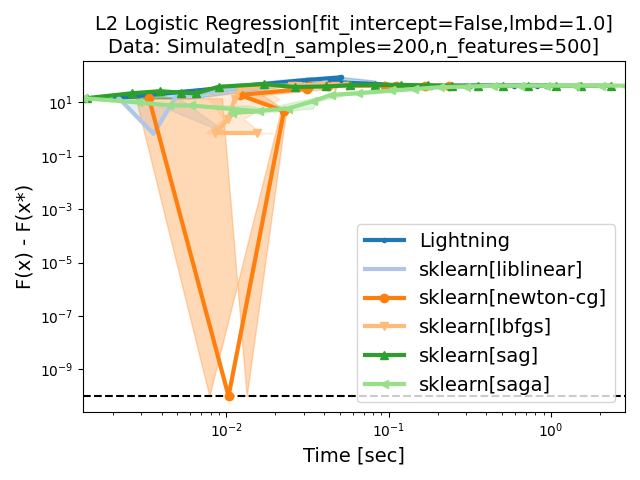 L2 Logistic Regression[fit_intercept=False,lmbd=1.0]
Data: Simulated[n_samples=200,n_features=500]
F(x) - F(x*)
10^1
10^-1
10^-3
10^-5
10^-7
10^-9
Lightning
sklearn[liblinear]
sklearn[newton-cg]
sklearn[lbfgs]
sklearn[sag]
sklearn[saga]
10^-2
10^-1
10^0
Time [sec]